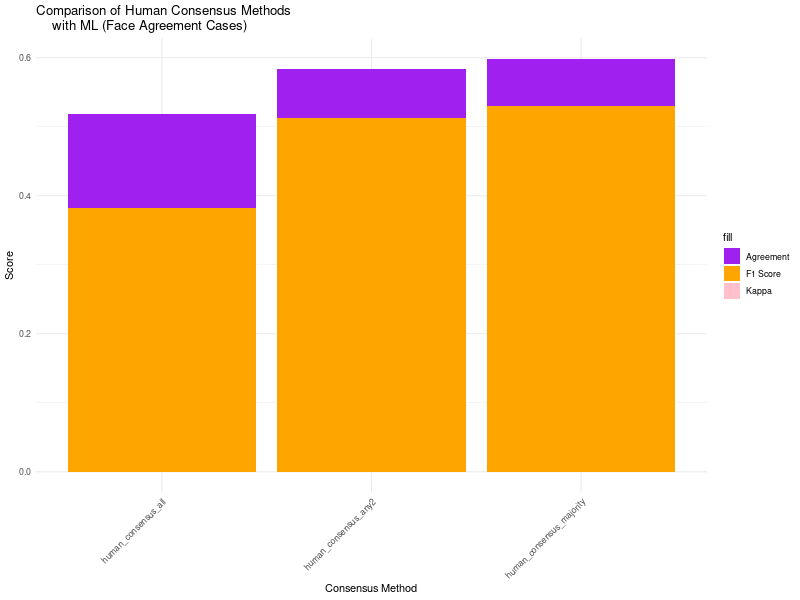 Comparison of Human Consensus Methods
with ML (Face Agreement Cases)
0.6
0.4
0.2
0.0
Score
human_consensus_all
human_consensus_any2
human_consensus_majority
Consensus Method
fill
Agreement
F1 Score
Kappa